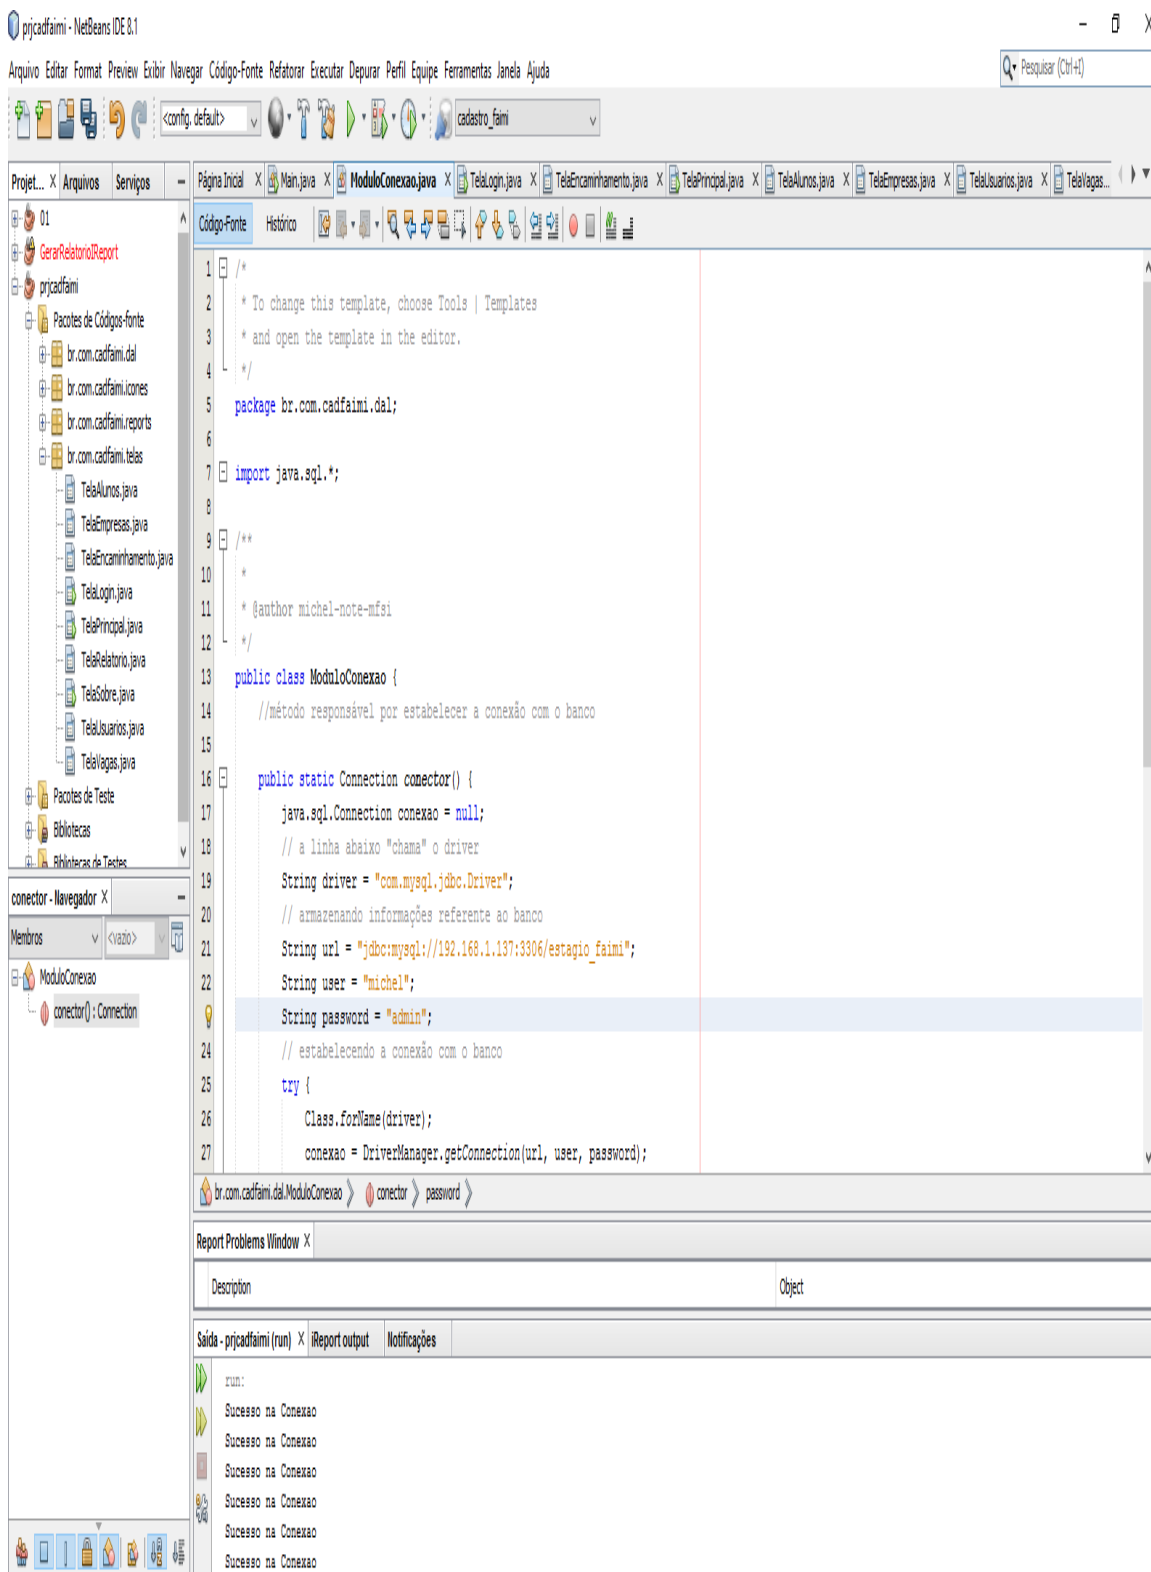 prjcadfaimi - NetBeans IDE 8.1
Arquivo Editar Format Preview Exibir Navegar Código-Fonte Refatorar Executar Depurar Perfil Equipe Ferramentas Janela Ajuda
Pesquisar (Ctrl+I)
<config. default>
cadastro_faimi
Projet... Arquivos Serviços
Página Inicial Main.java ModuloConexao.java TelaLogin.java TelaEncaminhamento.java TelaPrincipal.java TelaAlunos.java TelaEmpresas.java TelaUsuarios.java TelaVagas...
Código-Fonte Histórico
01
GerarRelatorioIReport
prjcadfaimi
Pacotes de Códigos-fonte
br.com.cadfaimi.dal
br.com.cadfaimi.icones
br.com.cadfaimi.reports
br.com.cadfaimi.telas
TelaAlunos.java
TelaEmpresas.java
TelaEncaminhamento.java
TelaLogin.java
TelaPrincipal.java
TelaRelatorio.java
TelaSobre.java
TelaUsuarios.java
TelaVagas.java
Pacotes de Teste
Bibliotecas
Bibliotecas de Testes
conector - Navegador
Membros <vazio>
ModuloConexao
conector() : Connection
1 /*
2 * To change this template, choose Tools | Templates
3 * and open the template in the editor.
4 */
5 package br.com.cadfaimi.dal;
6
7 import java.sql.*;
8
9 /**
10 *
11 * @author michel-note-mfsi
12 */
13 public class ModuloConexao {
14 //método responsável por estabelecer a conexão com o banco
15
16 public static Connection conector() {
17 java.sql.Connection conexao = null;
18 // a linha abaixo "chama" o driver
19 String driver = "com.mysql.jdbc.Driver";
20 // armazenando informações referente ao banco
21 String url = "jdbc:mysql://192.168.1.137:3306/estagio_faimi";
22 String user = "michel";
String password = "admin";
24 // estabelecendo a conexão com o banco
25 try {
26 Class.forName(driver);
27 conexao = DriverManager.getConnection(url, user, password);
br.com.cadfaimi.dal.ModuloConexao conector password
Report Problems Window
Description Object
Saída - prjcadfaimi (run) iReport output Notificações
run:
Sucesso na Conexao
Sucesso na Conexao
Sucesso na Conexao
Sucesso na Conexao
Sucesso na Conexao
Sucesso na Conexao